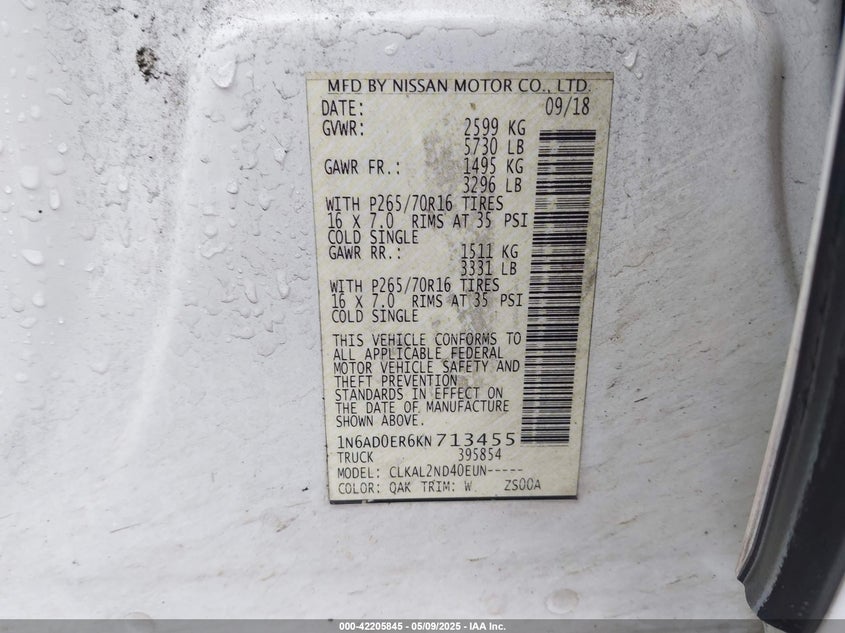 MFD BY NISSAN MOTOR CO., LTD.
DATE: 09/18
GVWR: 2599 KG
5730 LB
GAWR FR.: 1495 KG
3296 LB
WITH P265/70R16 TIRES
16 X 7.0 RIMS AT 35 PSI
COLD SINGLE
GAWR RR.: 1511 KG
3331 LB
WITH P265/70R16 TIRES
16 X 7.0 RIMS AT 35 PSI
COLD SINGLE
THIS VEHICLE CONFORMS TO
ALL APPLICABLE FEDERAL
MOTOR VEHICLE SAFETY AND
THEFT PREVENTION
STANDARDS IN EFFECT ON
THE DATE OF MANUFACTURE
SHOWN ABOVE.
1N6AD0ER6KN713455
TRUCK 395854
MODEL: CLKAL2ND40EUN-----
COLOR: QAK TRIM: W ZS00A
000-42205845 - 05/09/2025 - IAA Inc.